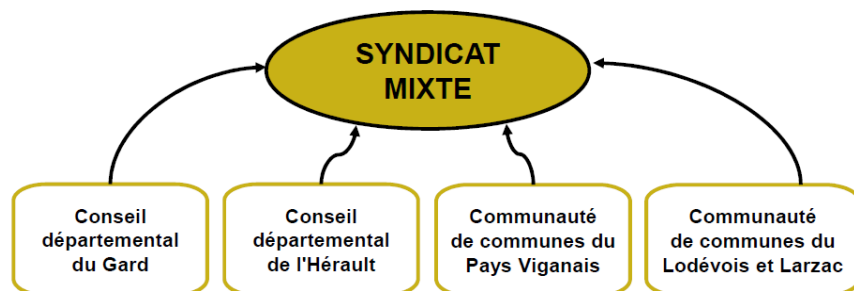 SYNDICAT
MIXTE
Conseil
départemental
du Gard
Conseil
départemental
de l'Hérault
Communauté
de communes du
Pays Viganais
Communauté
de communes du
Lodévois et Larzac